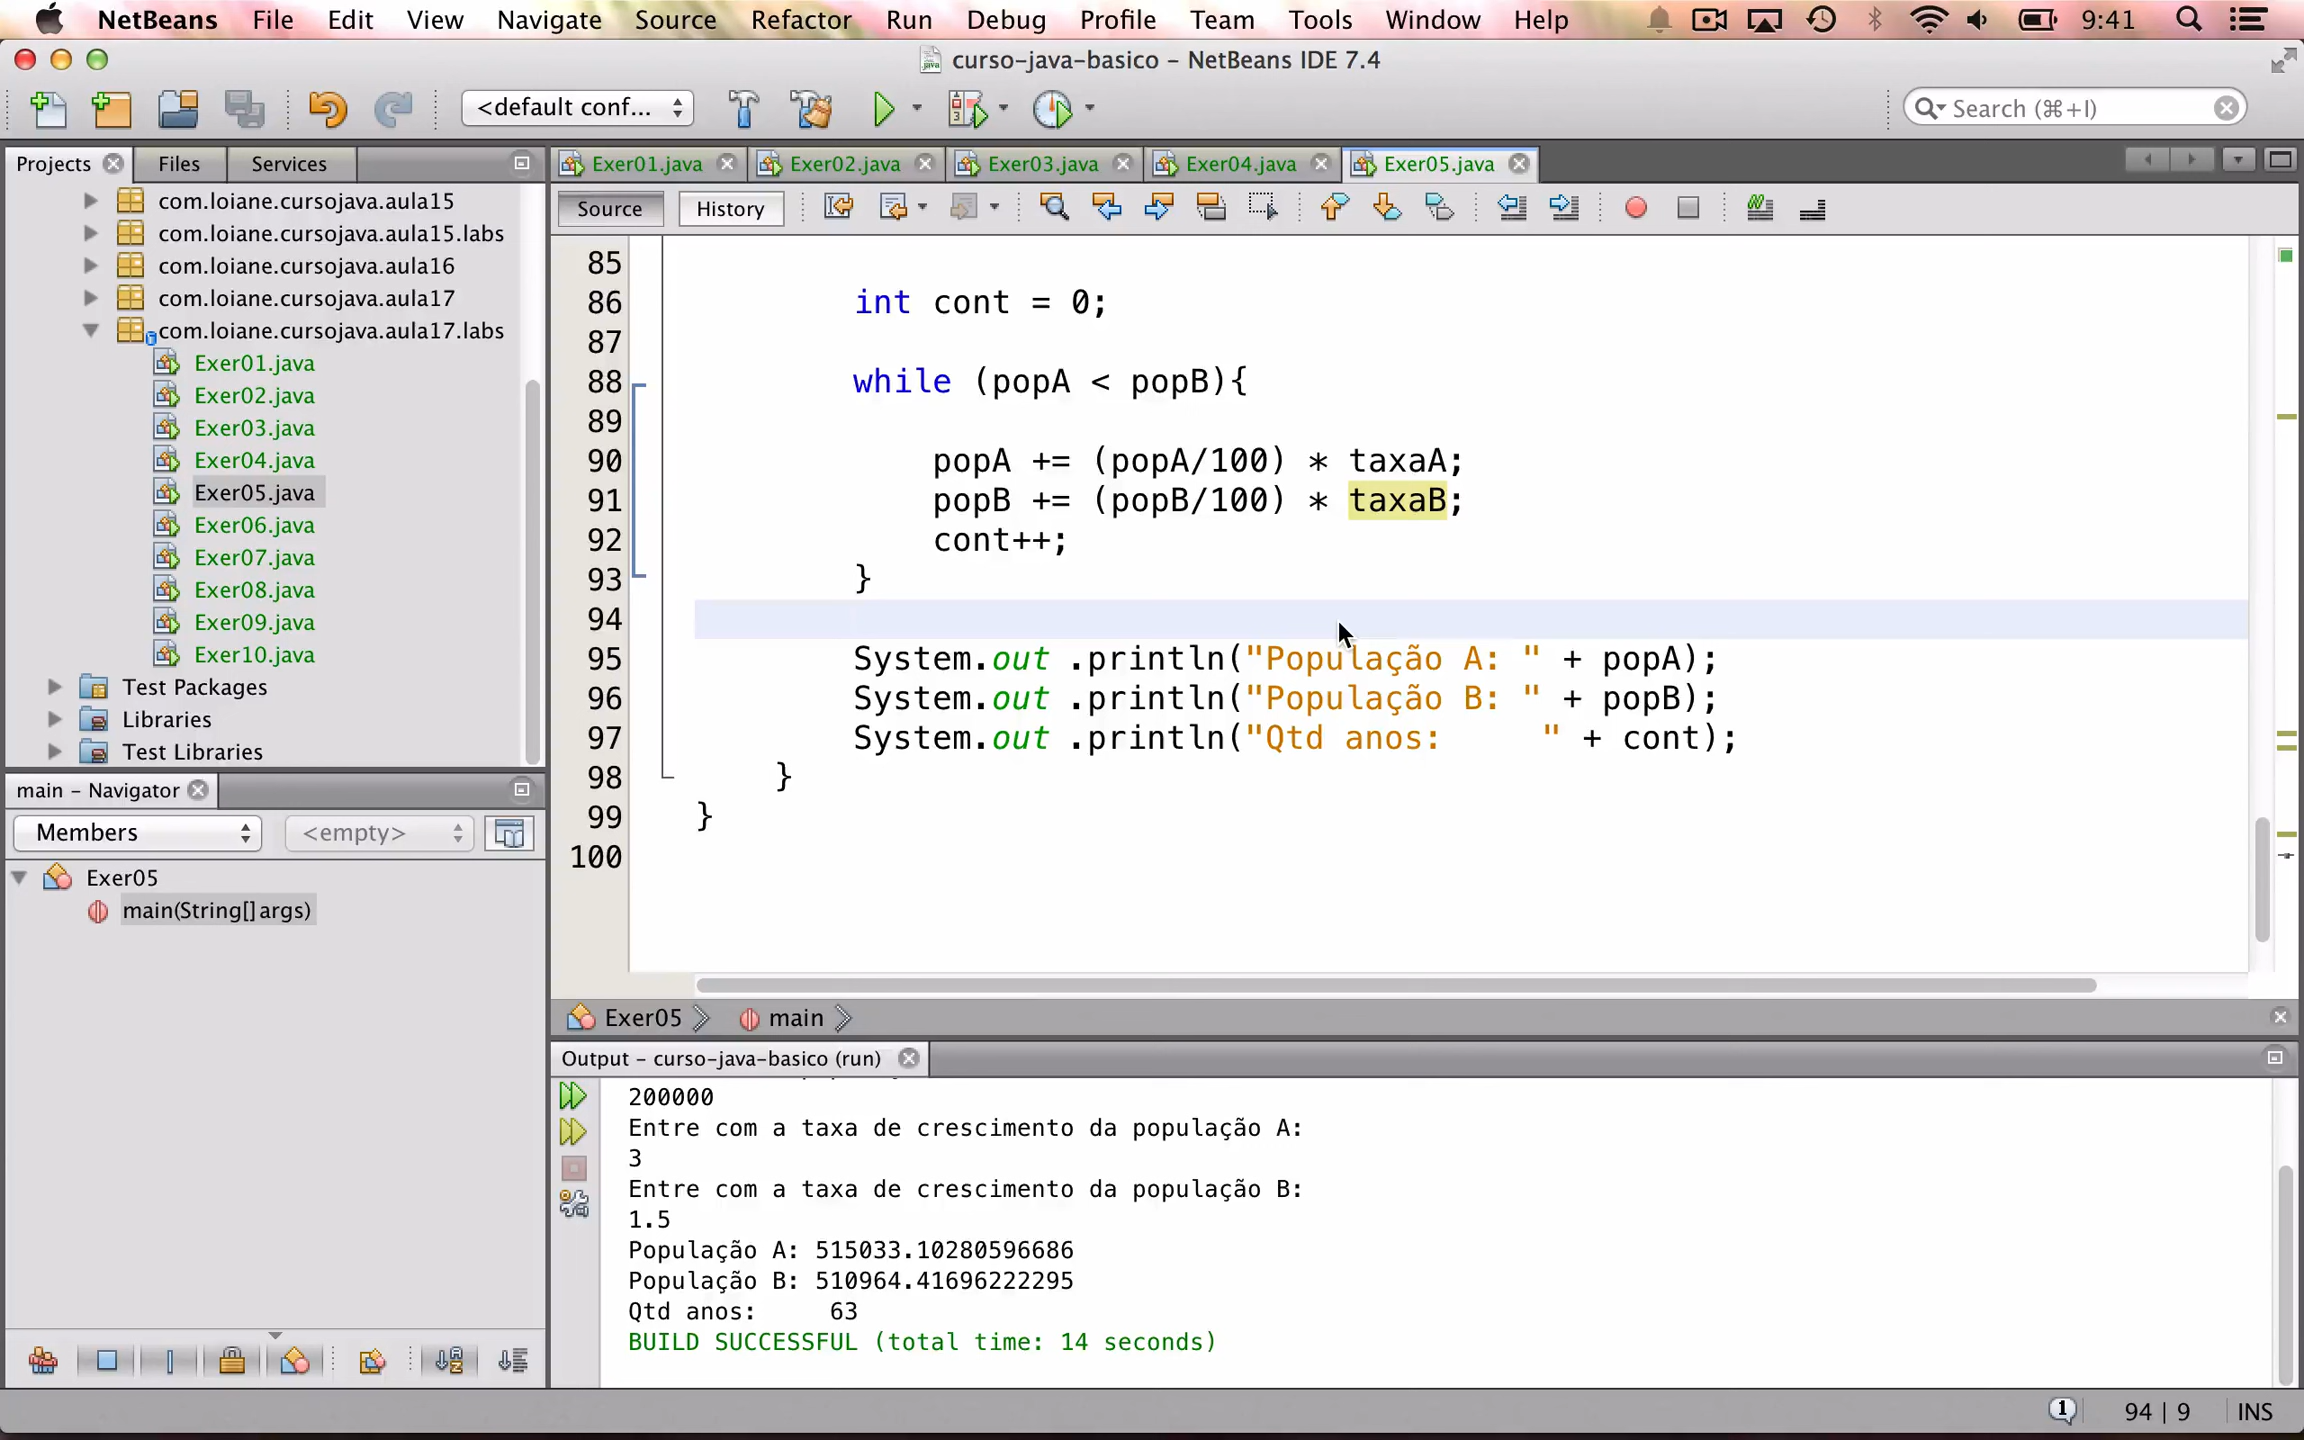 NetBeans File Edit View Navigate Source Refactor Run Debug Profile Team Tools Window Help 9:41
curso-java-basico – NetBeans IDE 7.4
<default conf... Search (⌘+I)
Projects Files Services
com.loiane.cursojava.aula15
com.loiane.cursojava.aula15.labs
com.loiane.cursojava.aula16
com.loiane.cursojava.aula17
com.loiane.cursojava.aula17.labs
Exer01.java
Exer02.java
Exer03.java
Exer04.java
Exer05.java
Exer06.java
Exer07.java
Exer08.java
Exer09.java
Exer10.java
Test Packages
Libraries
Test Libraries
main – Navigator
Members <empty>
Exer05
main(String[] args)
Exer01.java Exer02.java Exer03.java Exer04.java Exer05.java
Source History
85
86 int cont = 0;
87
88 while (popA < popB){
89
90 popA += (popA/100) * taxaA;
91 popB += (popB/100) * taxaB;
92 cont++;
93 }
94
95 System.out .println("População A: " + popA);
96 System.out .println("População B: " + popB);
97 System.out .println("Qtd anos:     " + cont);
98 }
99 }
100
Exer05 main
Output – curso-java-basico (run)
200000
Entre com a taxa de crescimento da população A:
3
Entre com a taxa de crescimento da população B:
1.5
População A: 515033.10280596686
População B: 510964.41696222295
Qtd anos:     63
BUILD SUCCESSFUL (total time: 14 seconds)
1 94 | 9 INS